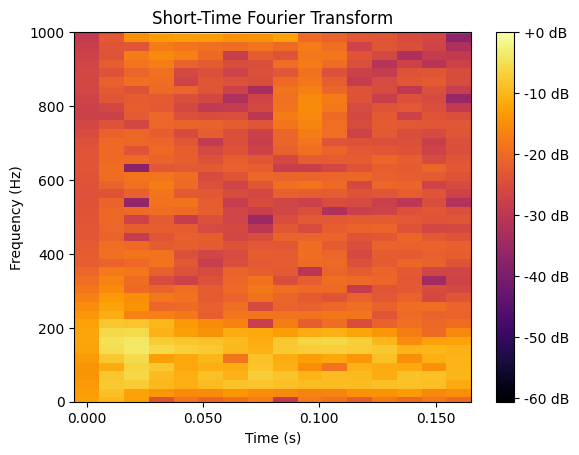 Short-Time Fourier Transform
1000
800
600
400
200
0
Frequency (Hz)
0.000
0.050
0.100
0.150
Time (s)
+0 dB
-10 dB
-20 dB
-30 dB
-40 dB
-50 dB
-60 dB